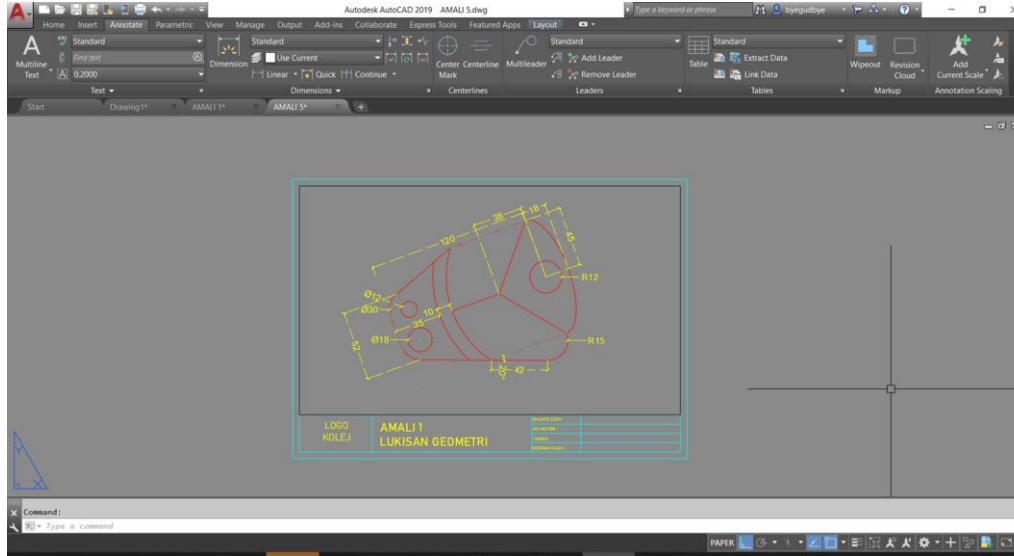 Autodesk AutoCAD 2019 AMALI 5.dwg
Type a keyword or phrase
byegudbye
Home Insert Annotate Parametric View Manage Output Add-ins Collaborate Express Tools Featured Apps Layout
A Standard Standard Standard Standard
Find text Use Current Add Leader Extract Data
Multiline Text 0.2000 Dimension Linear Quick Continue Center Mark Centerline Multileader Remove Leader Table Link Data Wipeout Revision Cloud Add Current Scale
Text Dimensions Centerlines Leaders Tables Markup Annotation Scaling
Start Drawing1* AMALI 1* AMALI 5*
38
18
120
45
R12
Ø12
Ø30
10
35
Ø18
52
R15
42
LOGO
KOLEJ
AMALI 1
LUKISAN GEOMETRI
Y
X
Command:
Type a command
PAPER